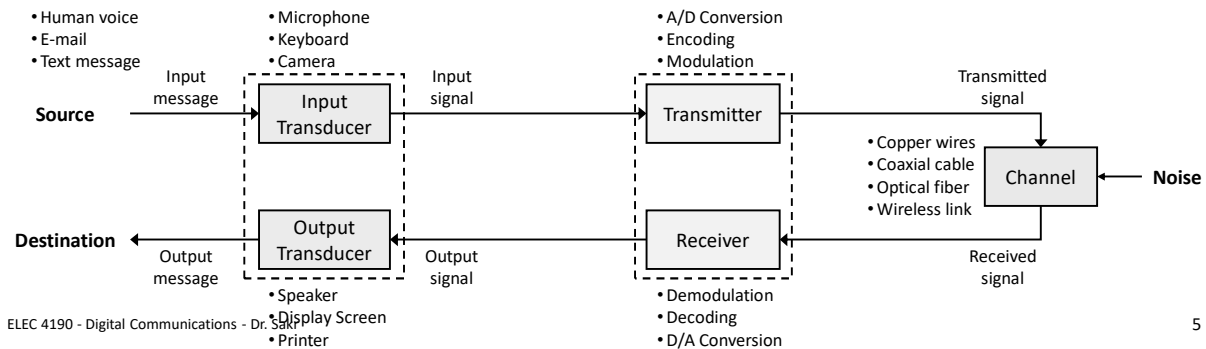 • Human voice
• E-mail
• Text message
• Microphone
• Keyboard
• Camera
• A/D Conversion
• Encoding
• Modulation
Source
Input
message
Input
Transducer
Input
signal
Transmitter
Transmitted
signal
• Copper wires
• Coaxial cable
• Optical fiber
• Wireless link
Channel
Noise
Destination
Output
message
Output
Transducer
Output
signal
Receiver
Received
signal
• Speaker
• Display Screen
• Printer
• Demodulation
• Decoding
• D/A Conversion
ELEC 4190 - Digital Communications - Dr. Sakr
5